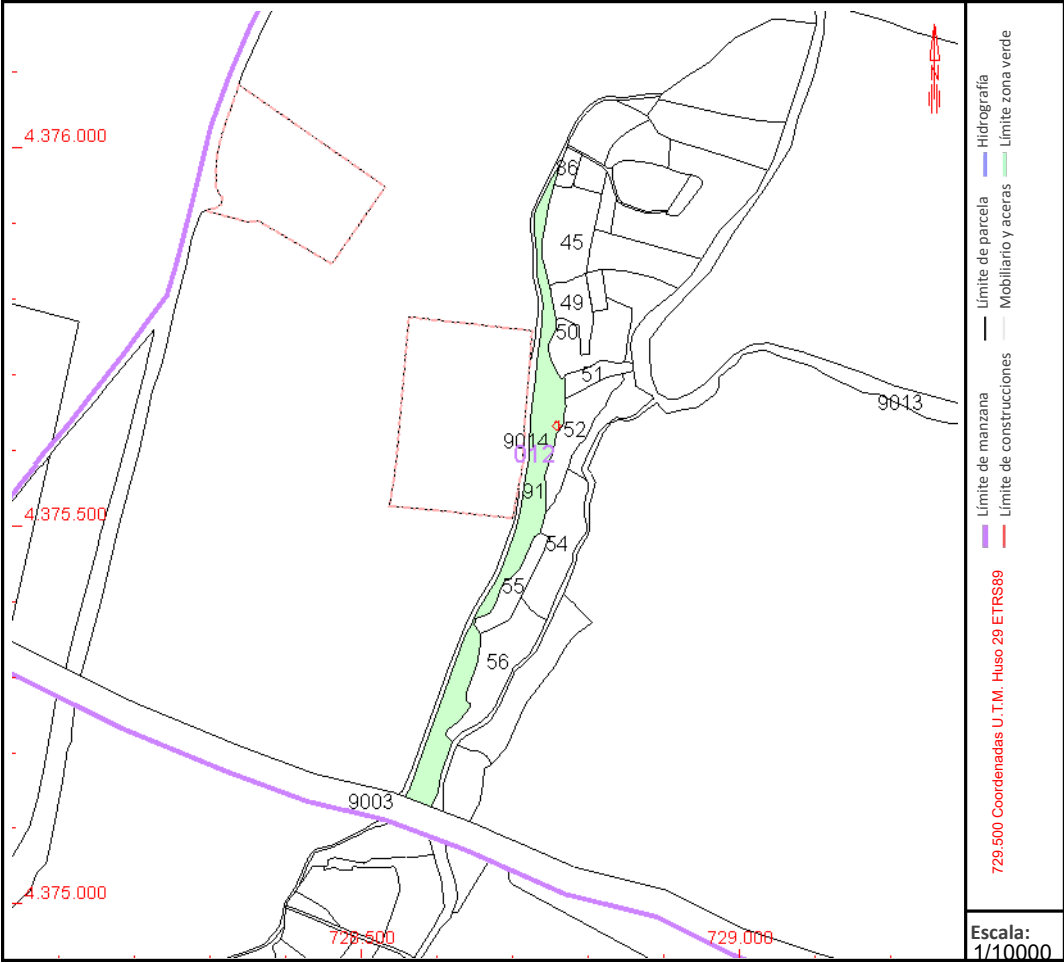 4.376.000
36
45
49
50
51
9013
52
9014
012
91
4.375.500
54
55
56
9003
4.375.000
728.500
729.000
N
Límite de manzana
Límite de parcela
Hidrografía
Límite de construcciones
Mobiliario y aceras
Límite zona verde
729.500 Coordenadas U.T.M. Huso 29 ETRS89
Escala:
1/10000